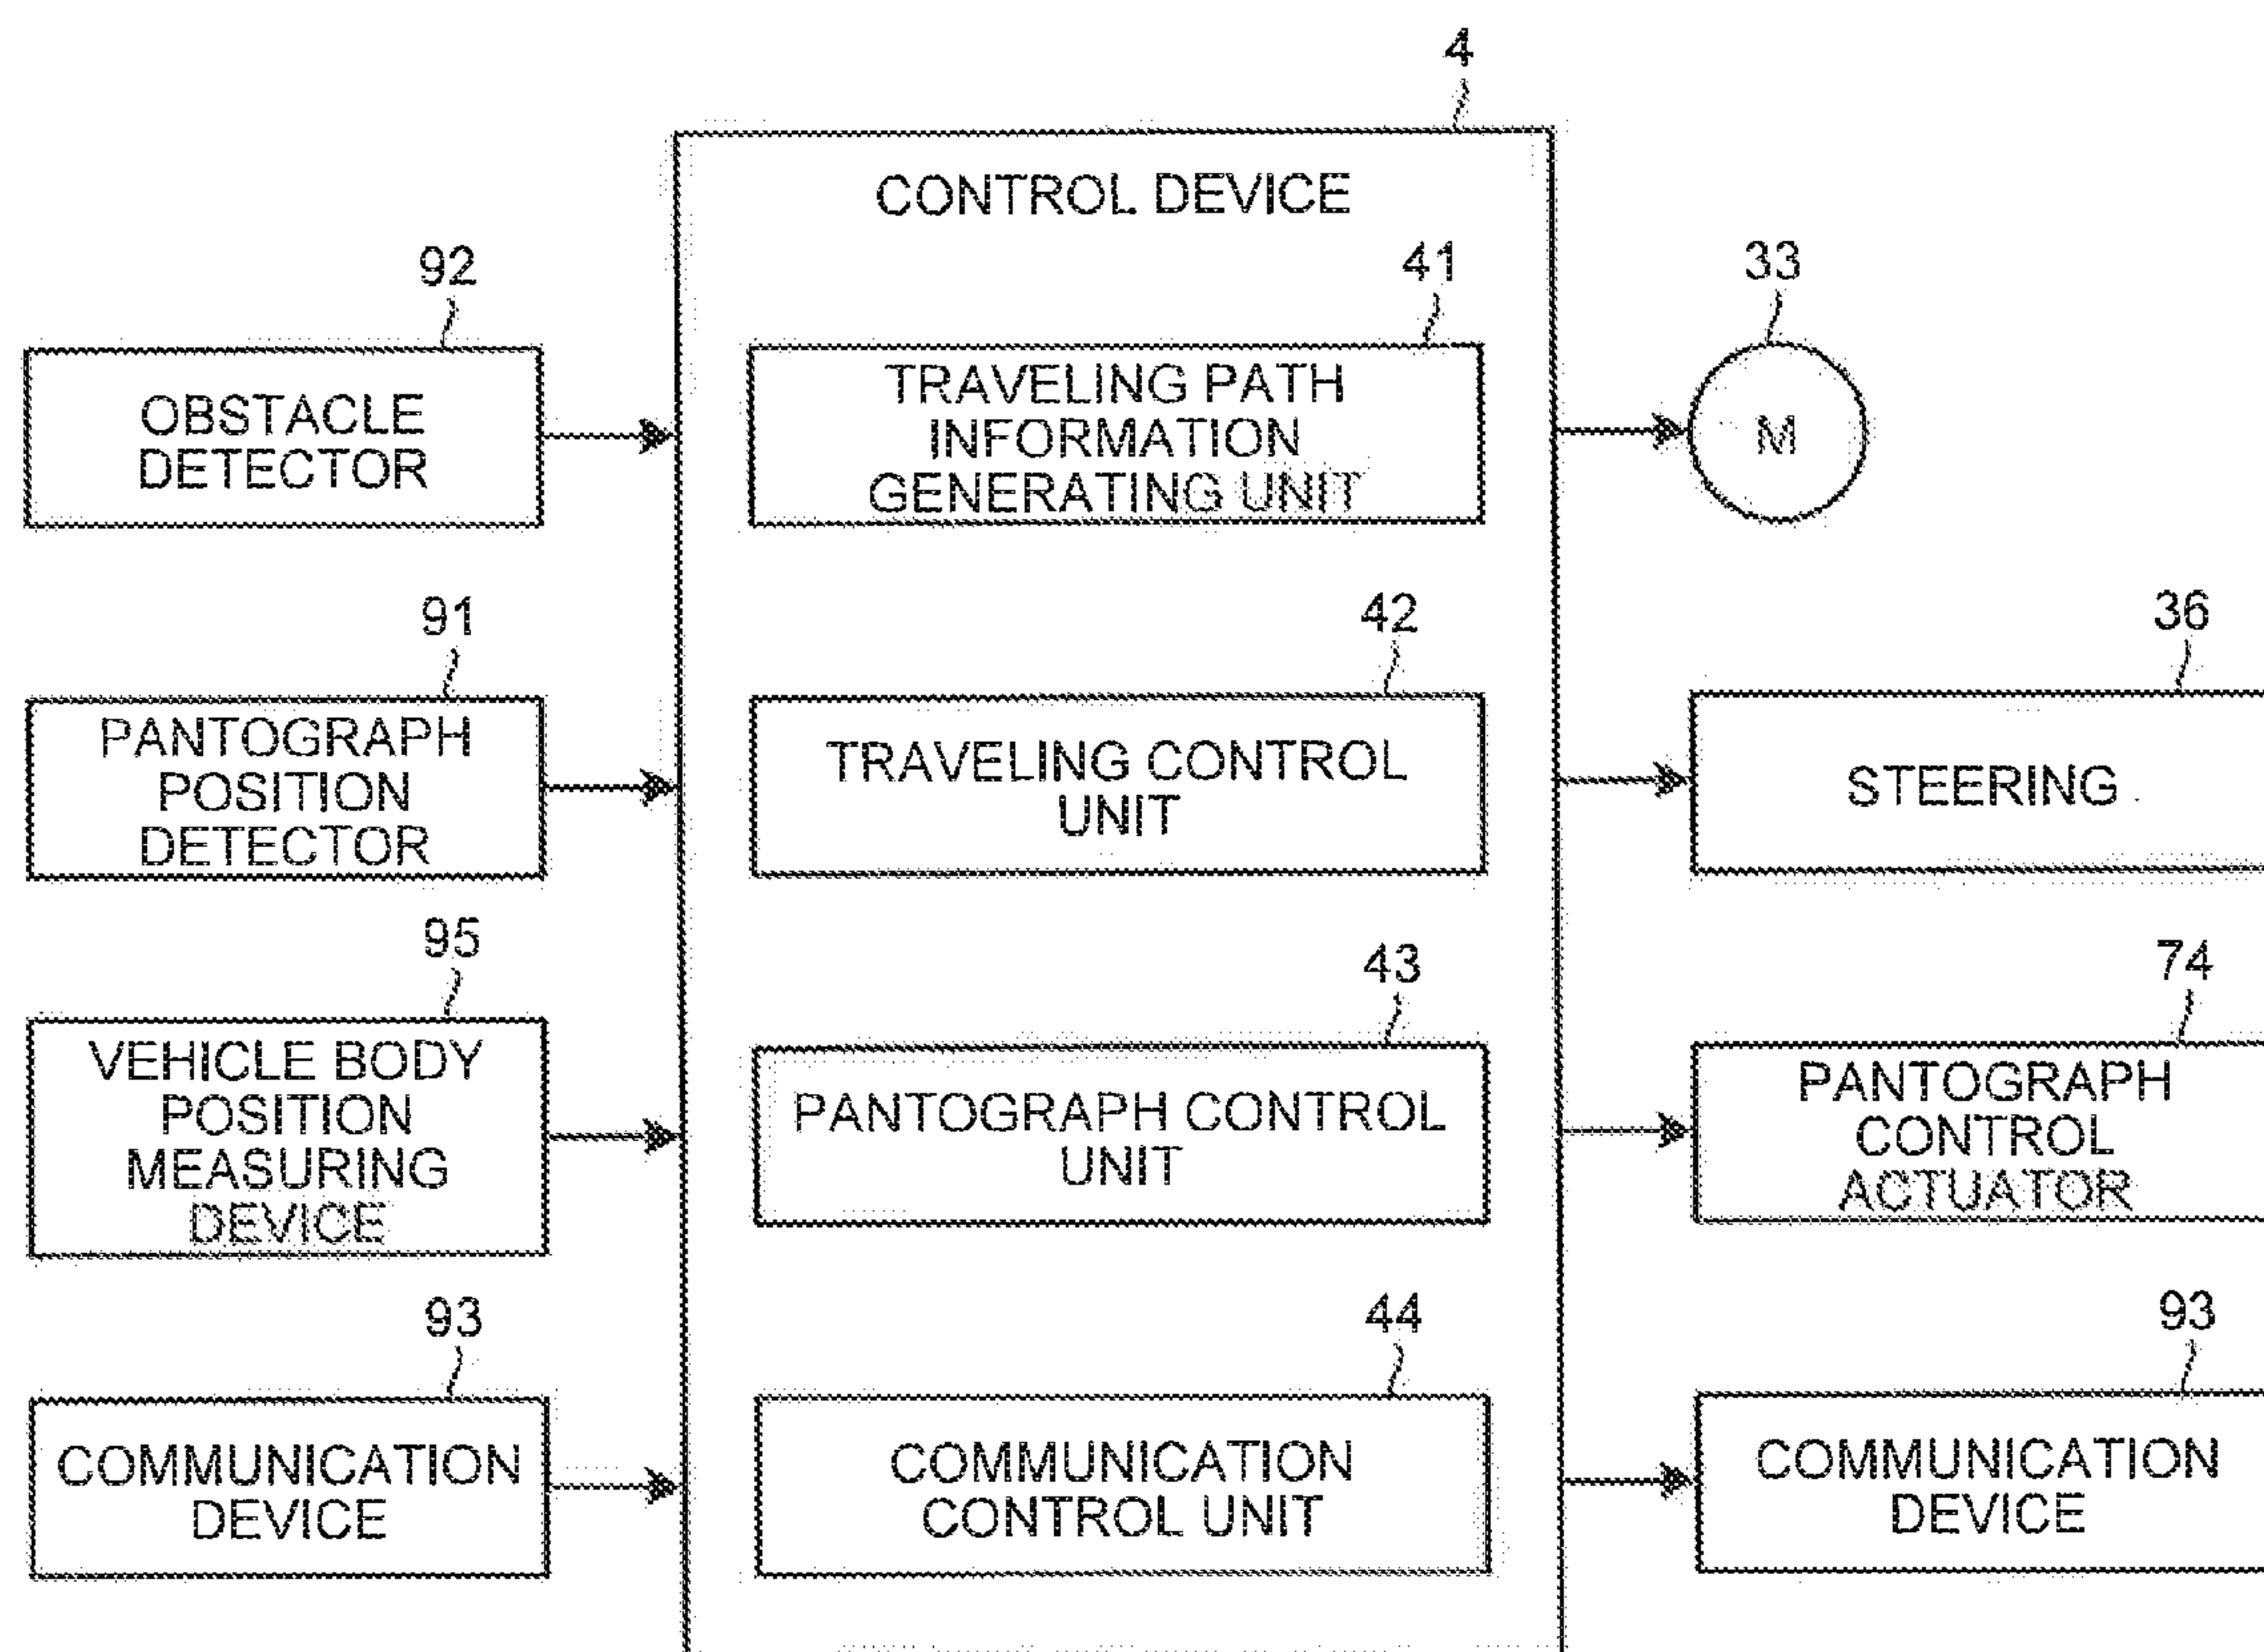 4
CONTROL DEVICE
92
41
33
OBSTACLE
DETECTOR
TRAVELING PATH
INFORMATION
GENERATING UNIT
M
91
42
36
PANTOGRAPH
POSITION
DETECTOR
TRAVELING CONTROL
UNIT
STEERING
95
43
74
VEHICLE BODY
POSITION
MEASURING
DEVICE
PANTOGRAPH CONTROL
UNIT
PANTOGRAPH
CONTROL
ACTUATOR
93
44
93
COMMUNICATION
DEVICE
COMMUNICATION
CONTROL UNIT
COMMUNICATION
DEVICE